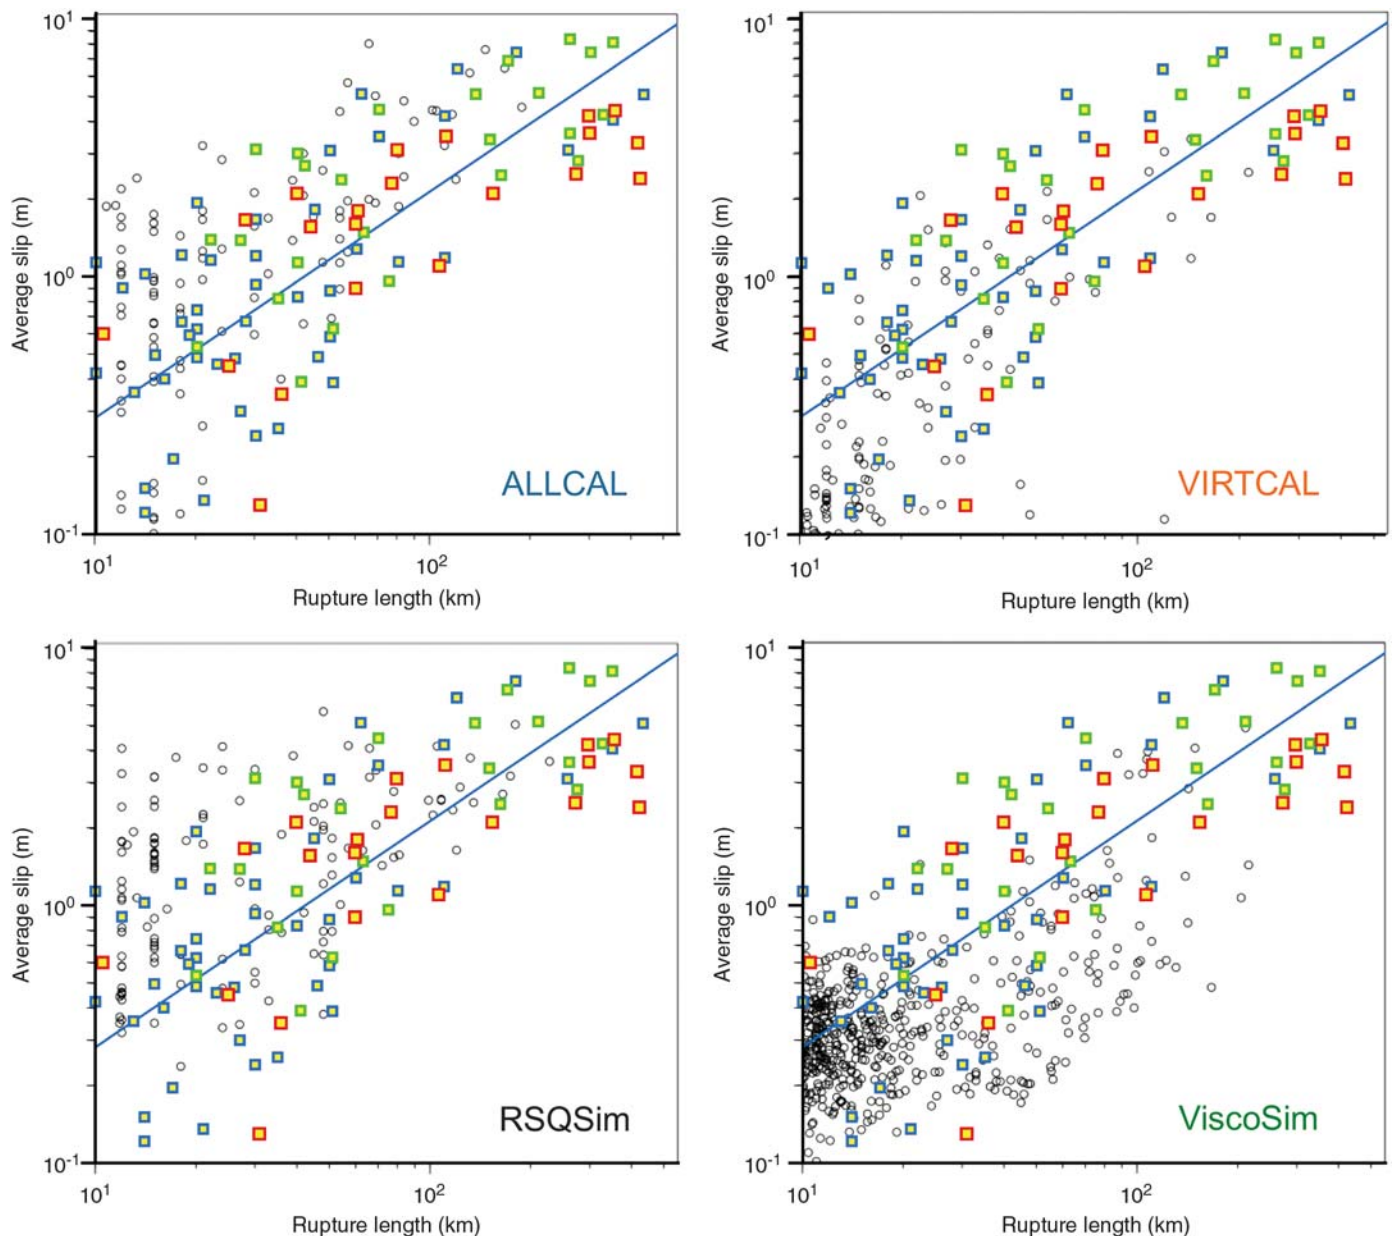 10¹
10⁰
10⁻¹
Average slip (m)
ALLCAL
10¹
10²
Rupture length (km)
10¹
10⁰
10⁻¹
Average slip (m)
VIRTCAL
10¹
10²
Rupture length (km)
10¹
10⁰
10⁻¹
Average slip (m)
RSQSim
10¹
10²
Rupture length (km)
10¹
10⁰
10⁻¹
Average slip (m)
ViscoSim
10¹
10²
Rupture length (km)